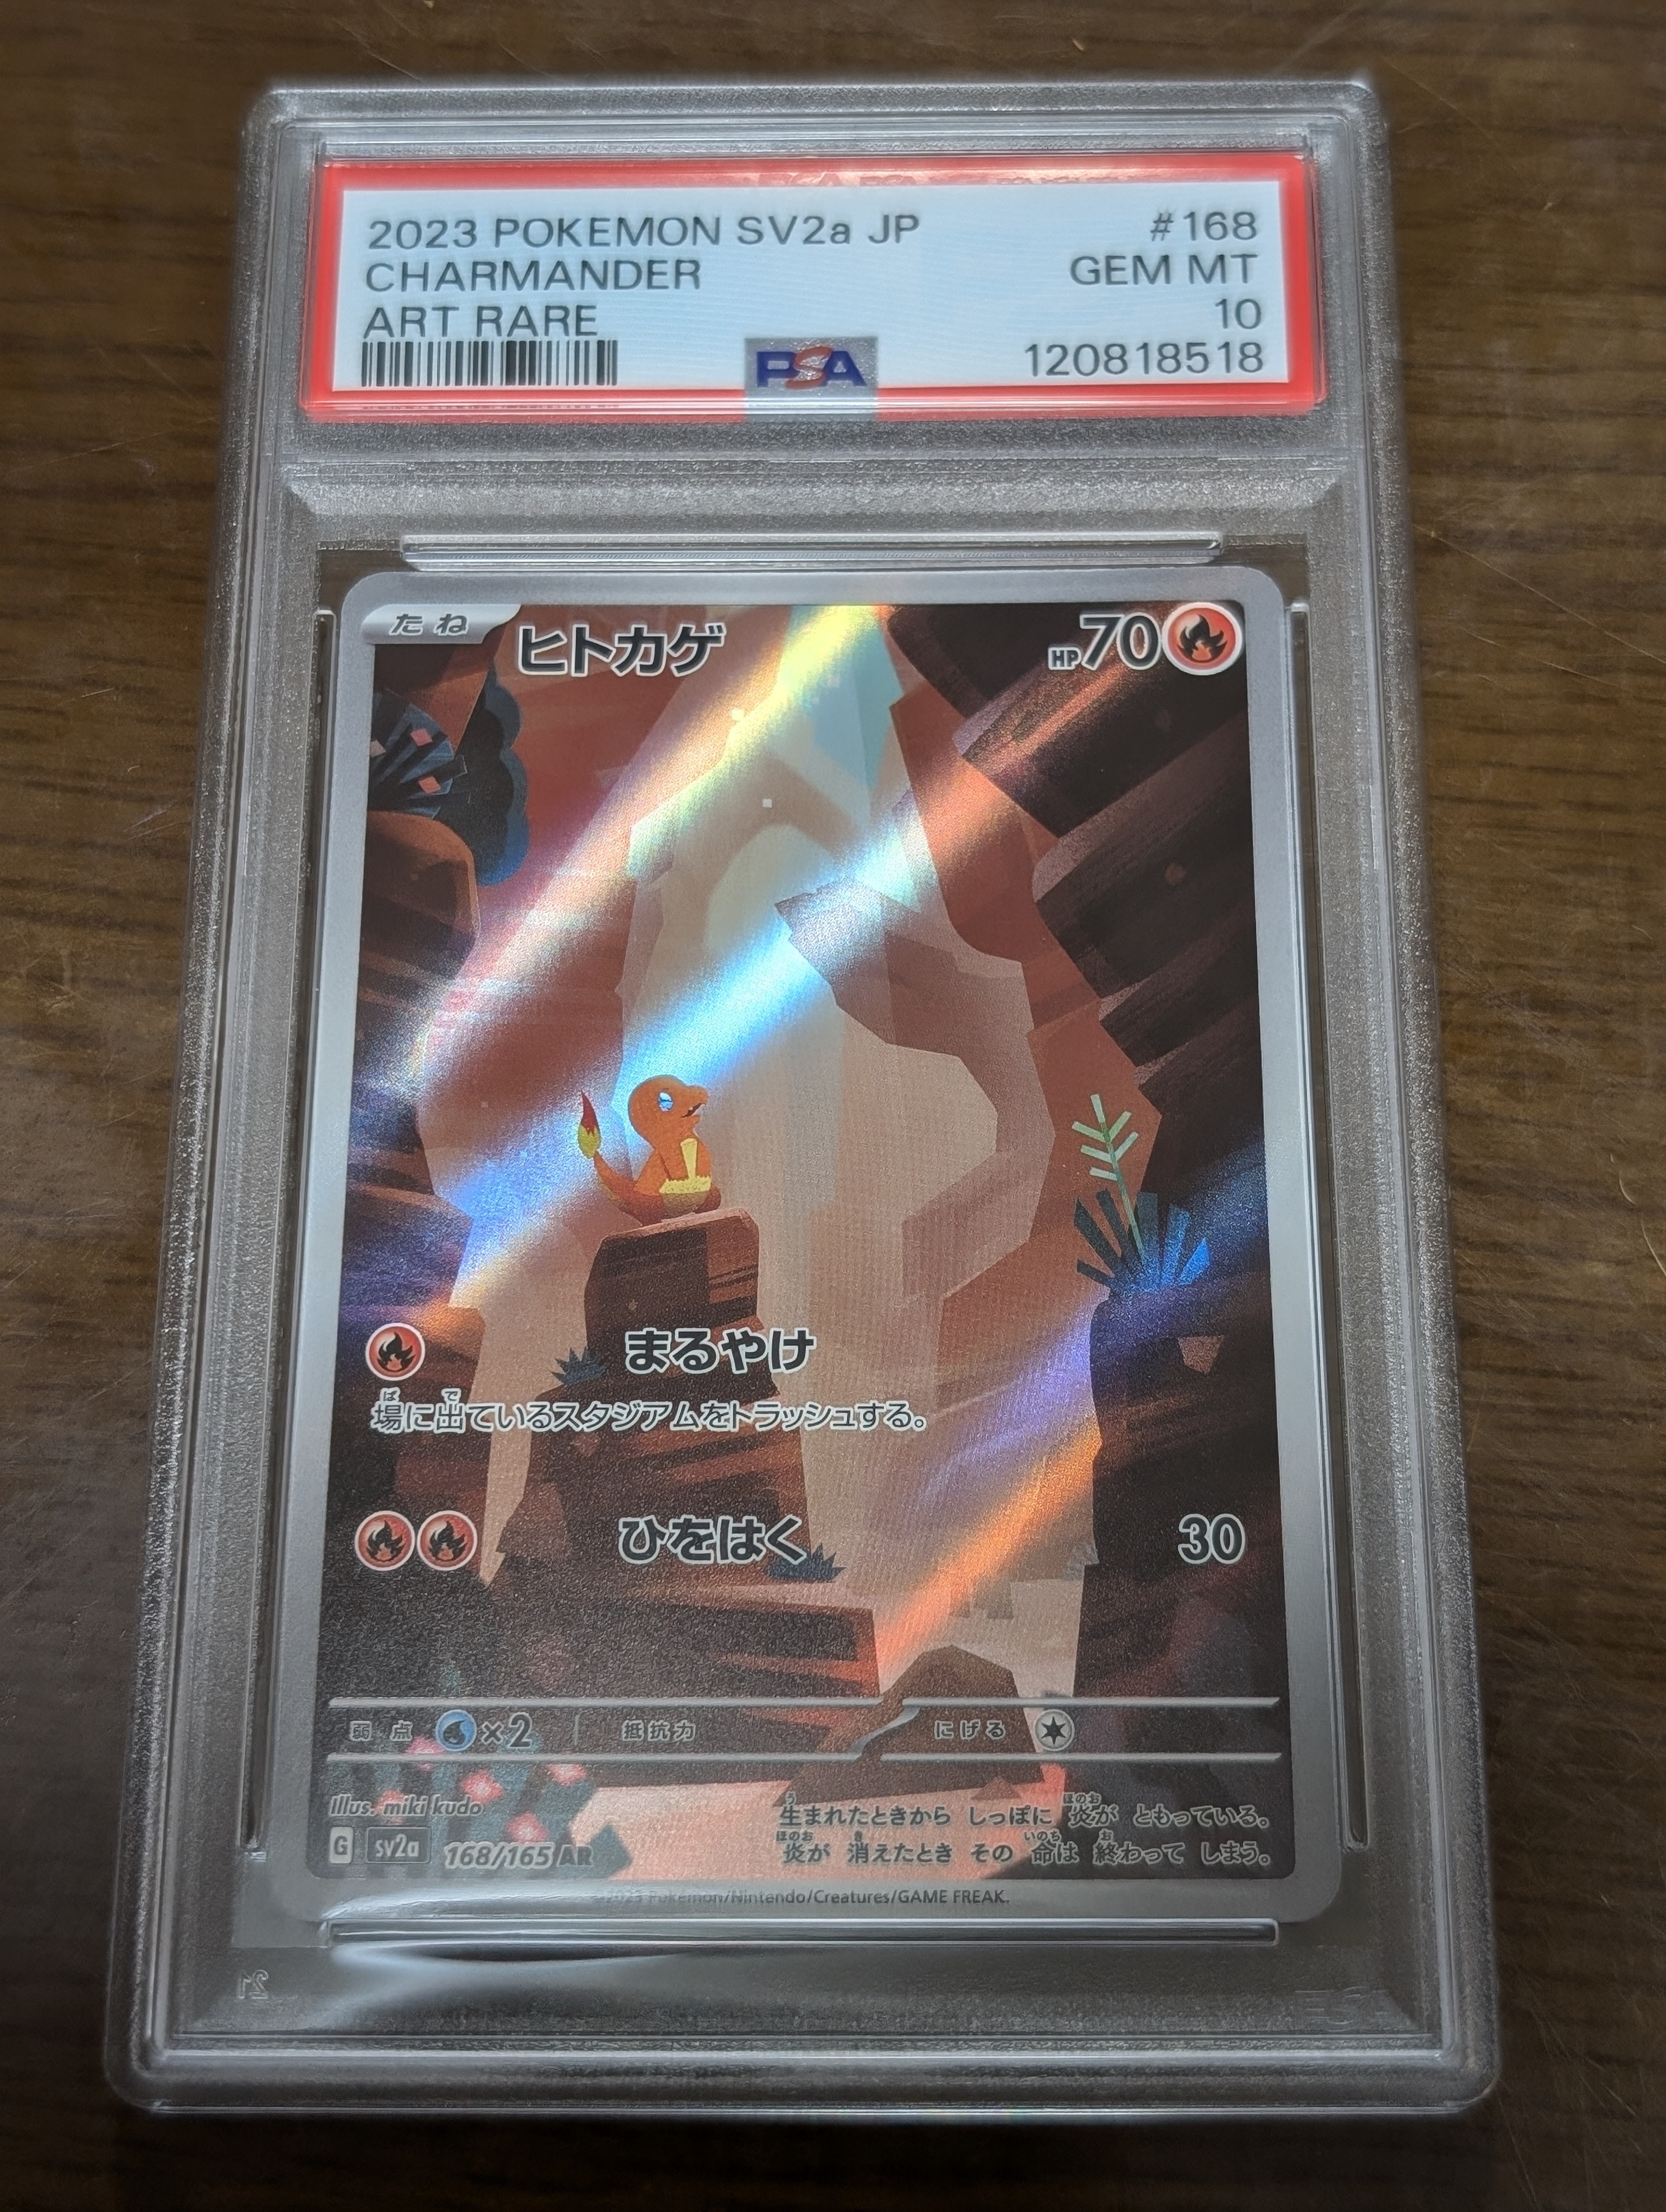 2023 POKEMON SV2a JP #168
CHARMANDER GEM MT
ART RARE 10
PSA 120818518
たね ヒトカゲ HP70
まるやけ
場に出ているスタジアムをトラッシュする。
ひをはく 30
弱点 ×2 抵抗力 にげる
Illus. miki kudo
生まれたときから しっぽに 炎が ともっている。
炎が 消えたとき その 命は 終わって しまう。
G sv2a 168/165 AR
©2023 Pokémon/Nintendo/Creatures/GAME FREAK.